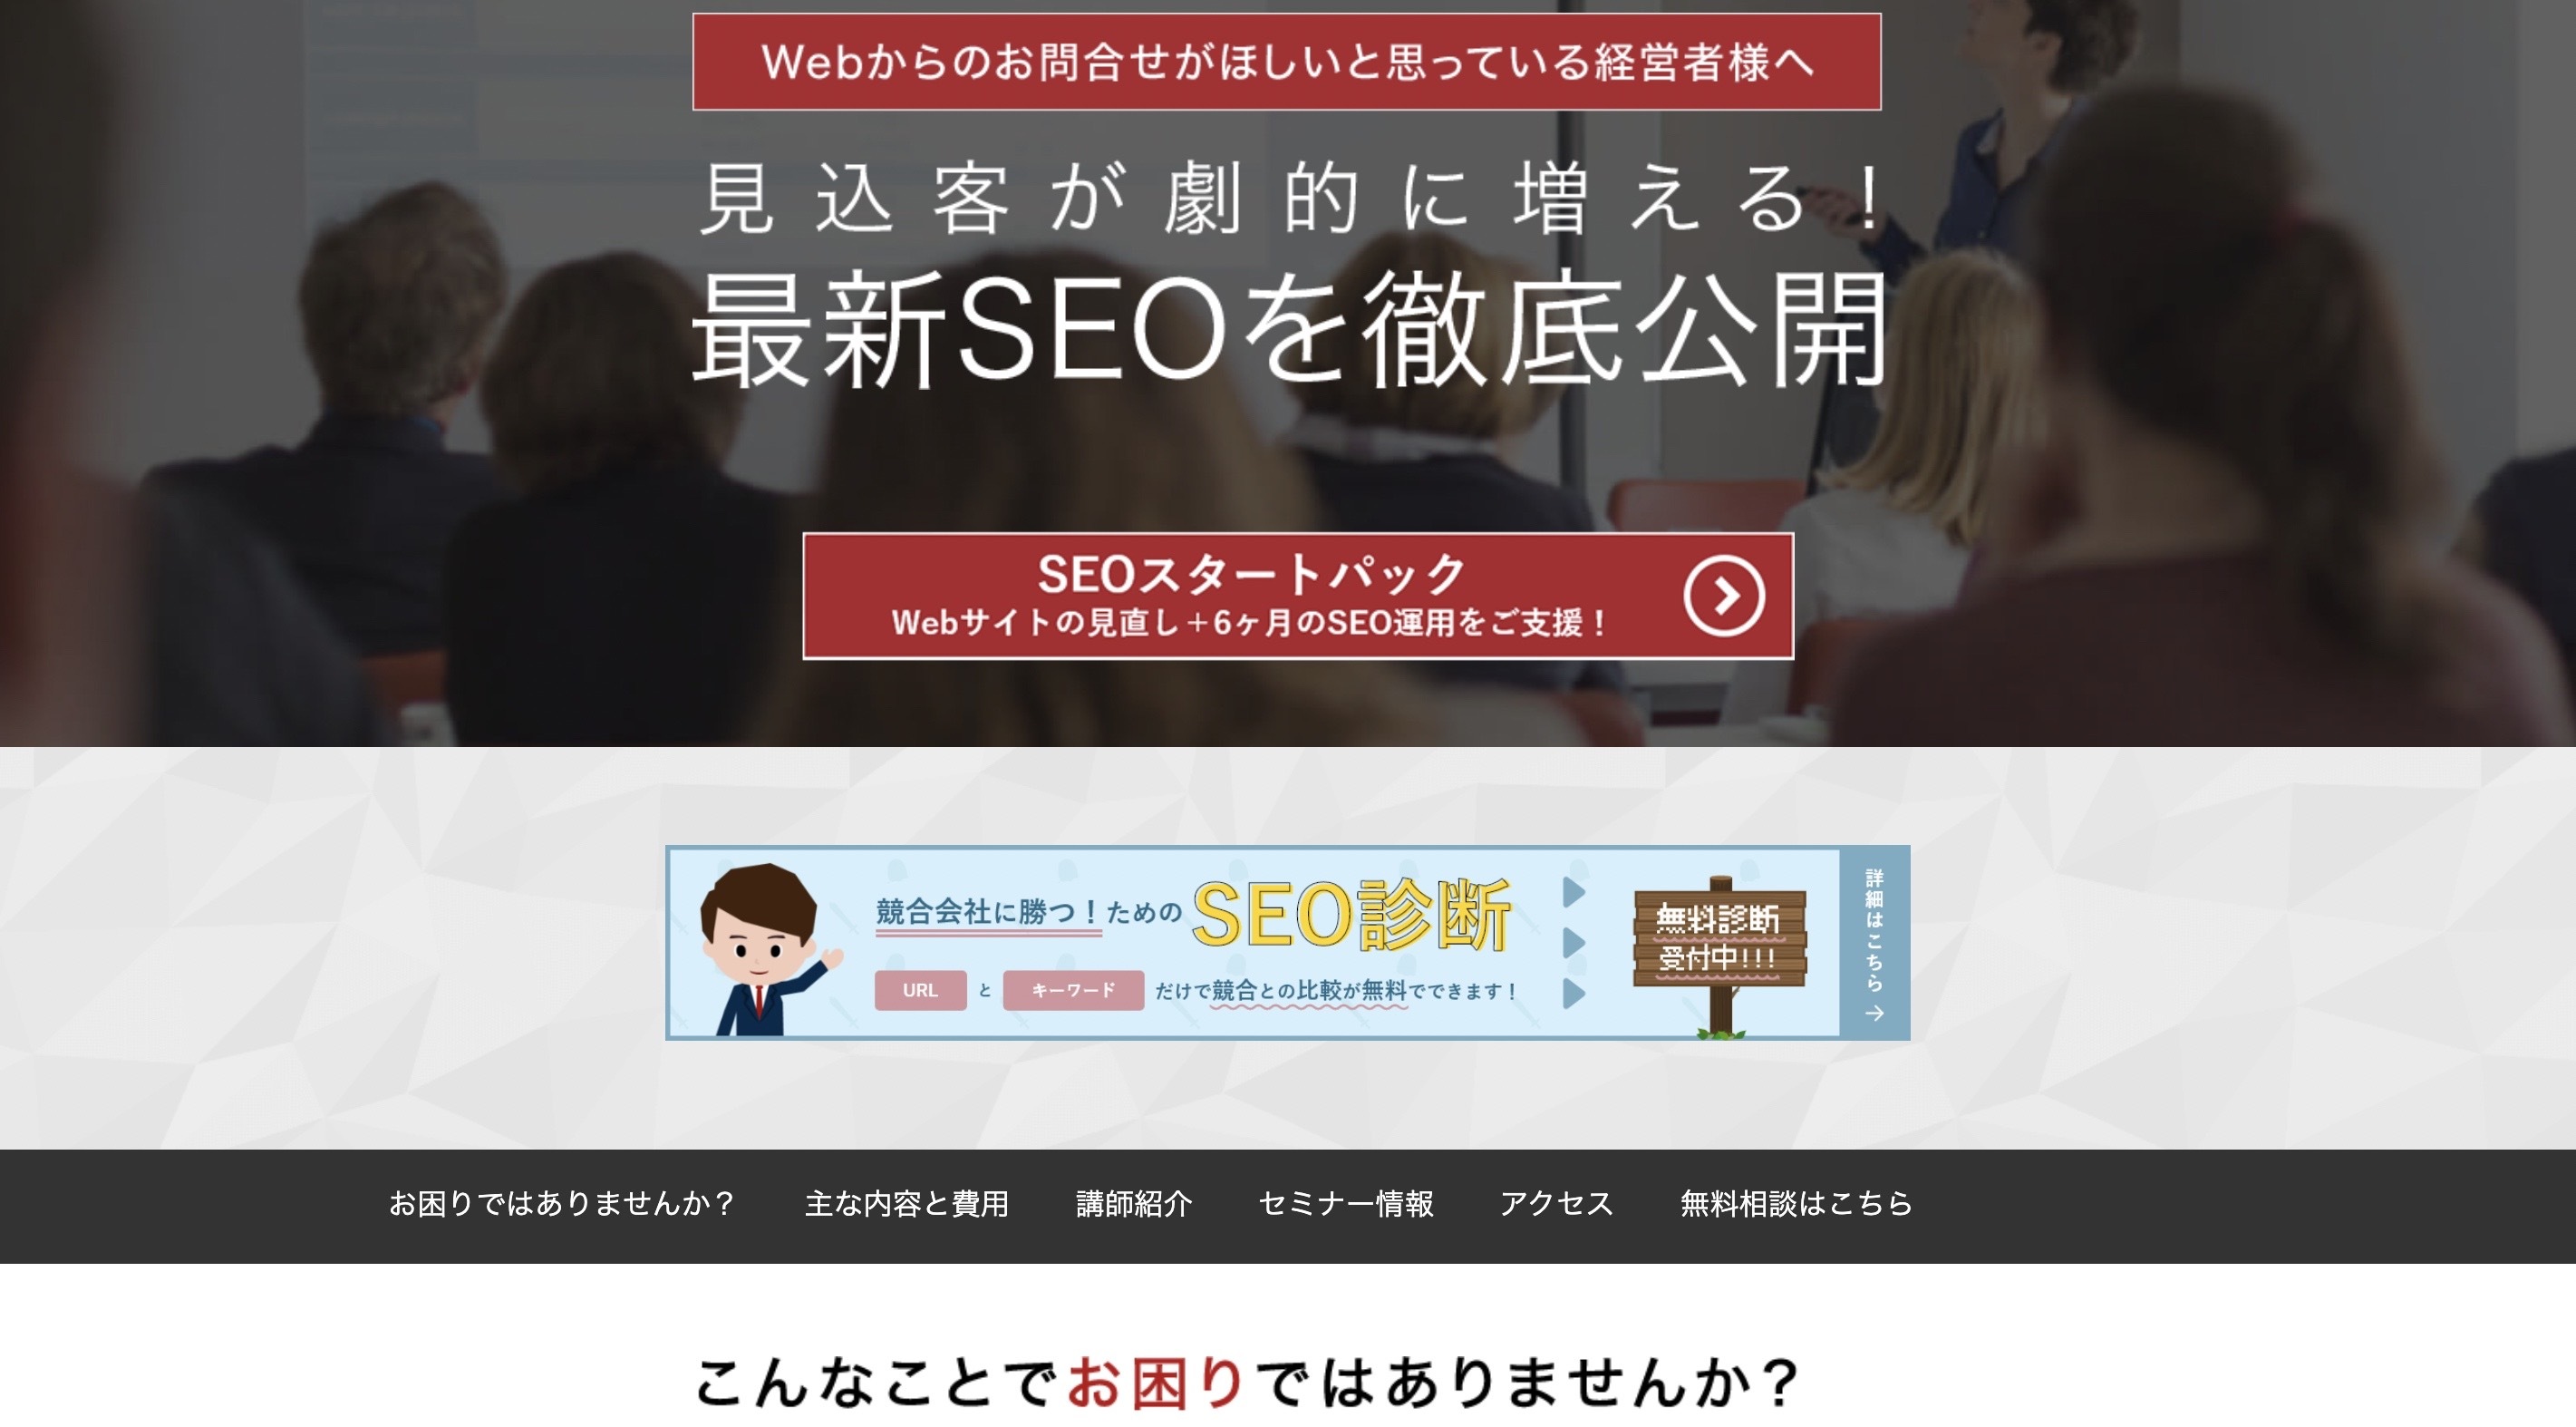 Webからのお問合せがほしいと思っている経営者様へ
見込客が劇的に増える！
最新SEOを徹底公開
SEOスタートパック
Webサイトの見直し＋6ヶ月のSEO運用をご支援！
競合会社に勝つ！ための SEO診断
URL と キーワード だけで競合との比較が無料でできます！
無料診断
受付中!!!
詳細はこちら→
お困りではありませんか？ 主な内容と費用 講師紹介 セミナー情報 アクセス 無料相談はこちら
こんなことでお困りではありませんか？